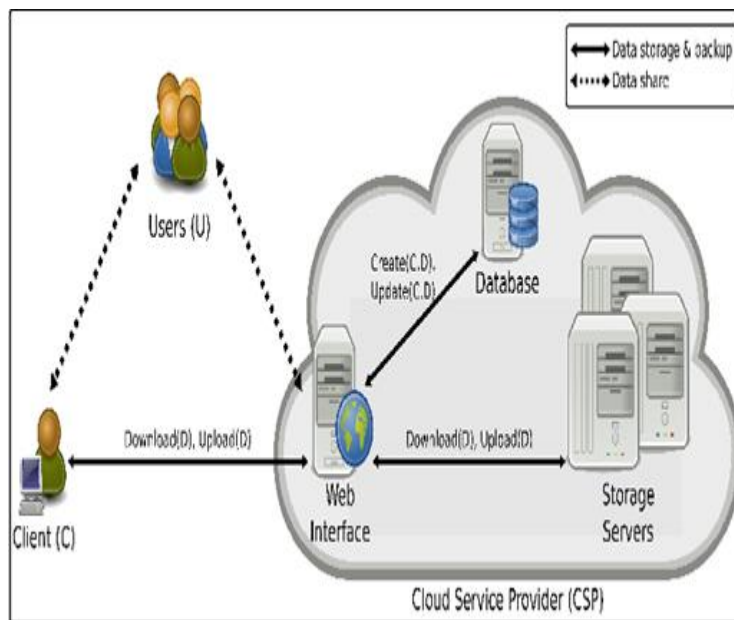 Data storage & backup
Data share
Users (U)
Create(C,D),
Update(C,D)
Database
Download(D), Upload(D)
Download(D), Upload(D)
Client (C)
Web
Interface
Storage
Servers
Cloud Service Provider (CSP)